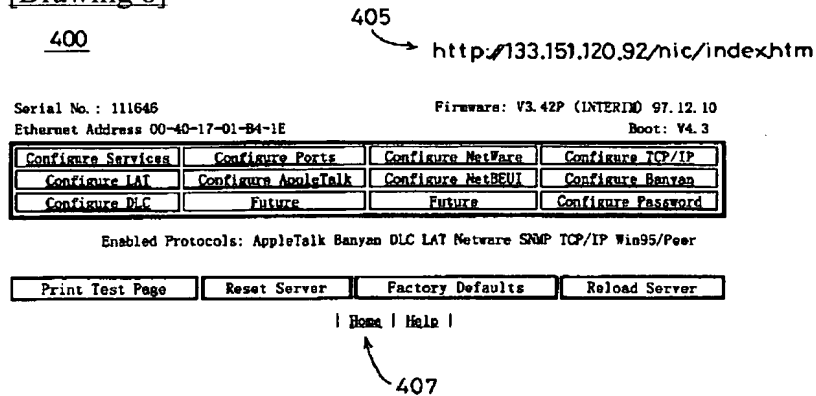 [Drawing 8]
400
405
http://133.151.120.92/nic/index.htm
Serial No.: 111646 Firmware: V3.42P (INTERIM) 97.12.10
Ethernet Address 00-40-17-01-B4-1E Boot: V4.3
Configure Services Configure Ports Configure NetWare Configure TCP/IP
Configure LAT Configure AppleTalk Configure NetBEUI Configure Banyan
Configure DLC Future Future Configure Password
Enabled Protocols: AppleTalk Banyan DLC LAT Netware SNMP TCP/IP Win95/Peer
Print Test Page Reset Server Factory Defaults Reload Server
| Home | Help |
407